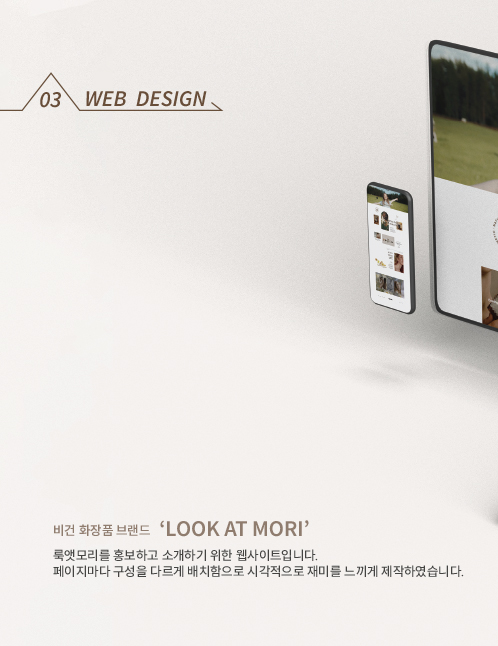 03 WEB DESIGN
비건 화장품 브랜드 ‘LOOK AT MORI’
룩앳모리를 홍보하고 소개하기 위한 웹사이트입니다.
페이지마다 구성을 다르게 배치함으로 시각적으로 재미를 느끼게 제작하였습니다.